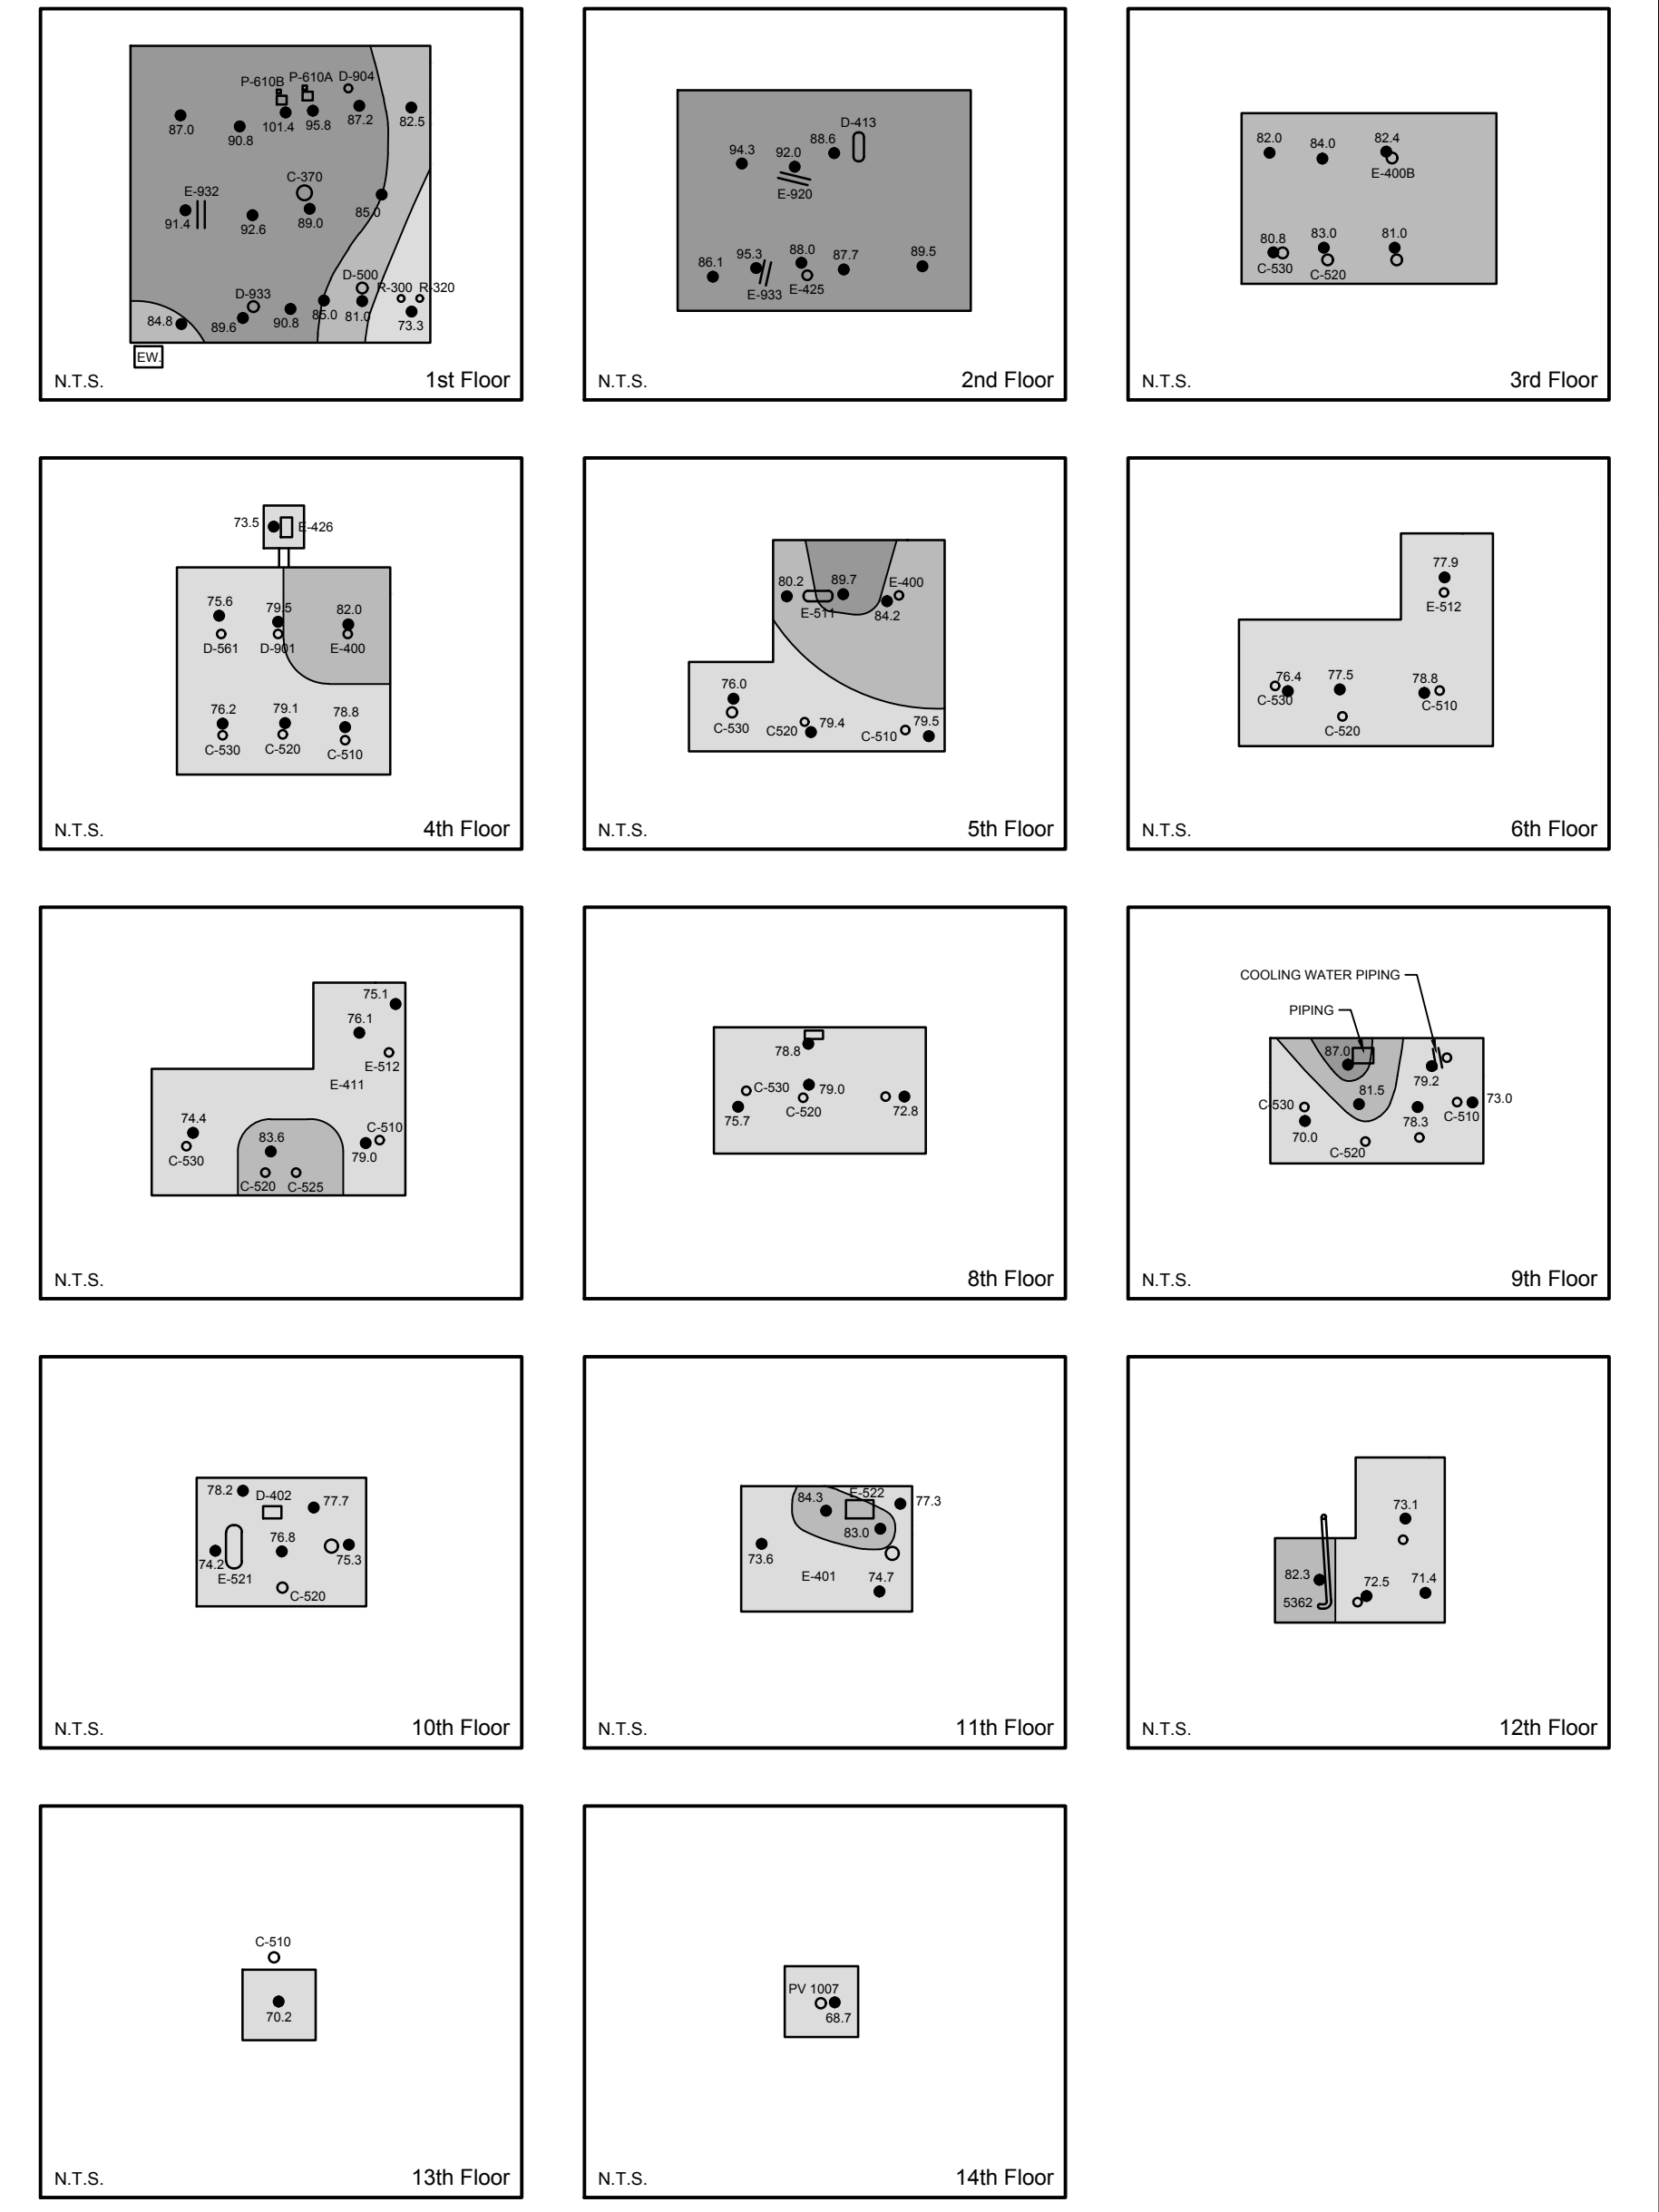 P-610B P-610A D-904
87.0 90.8 101.4 95.8 87.2 82.5
E-932 C-370
91.4 92.6 89.0 85.0
D-933 D-500 R-300 R-320
84.8 89.6 90.8 85.0 81.0 73.3
EW.
N.T.S. 1st Floor
D-413
94.3 92.0 88.6
E-920
86.1 95.3 88.0 87.7 89.5
E-933 E-425
N.T.S. 2nd Floor
82.0 84.0 82.4
E-400B
80.8 83.0 81.0
C-530 C-520
N.T.S. 3rd Floor
73.5 E-426
75.6 79.5 82.0
D-561 D-901 E-400
76.2 79.1 78.8
C-530 C-520 C-510
N.T.S. 4th Floor
80.2 89.7 E-400
E-511 84.2
76.0
C-530 C520 79.4 C-510 79.5
N.T.S. 5th Floor
77.9
E-512
76.4 77.5 78.8
C-530 C-520 C-510
N.T.S. 6th Floor
75.1
76.1
E-512
E-411
74.4 83.6 C-510
C-530 79.0
C-520 C-525
N.T.S.
78.8
C-530 79.0
75.7 C-520 72.8
N.T.S. 8th Floor
COOLING WATER PIPING
PIPING
87.0 79.2
C-530 81.5 C-510 73.0
70.0 78.3
C-520
N.T.S. 9th Floor
78.2 D-402 77.7
76.8
74.2 75.3
E-521
C-520
N.T.S. 10th Floor
84.3 E-522 77.3
83.0
73.6
E-401 74.7
N.T.S. 11th Floor
73.1
82.3 72.5 71.4
5362
N.T.S. 12th Floor
C-510
70.2
N.T.S. 13th Floor
PV 1007
68.7
N.T.S. 14th Floor